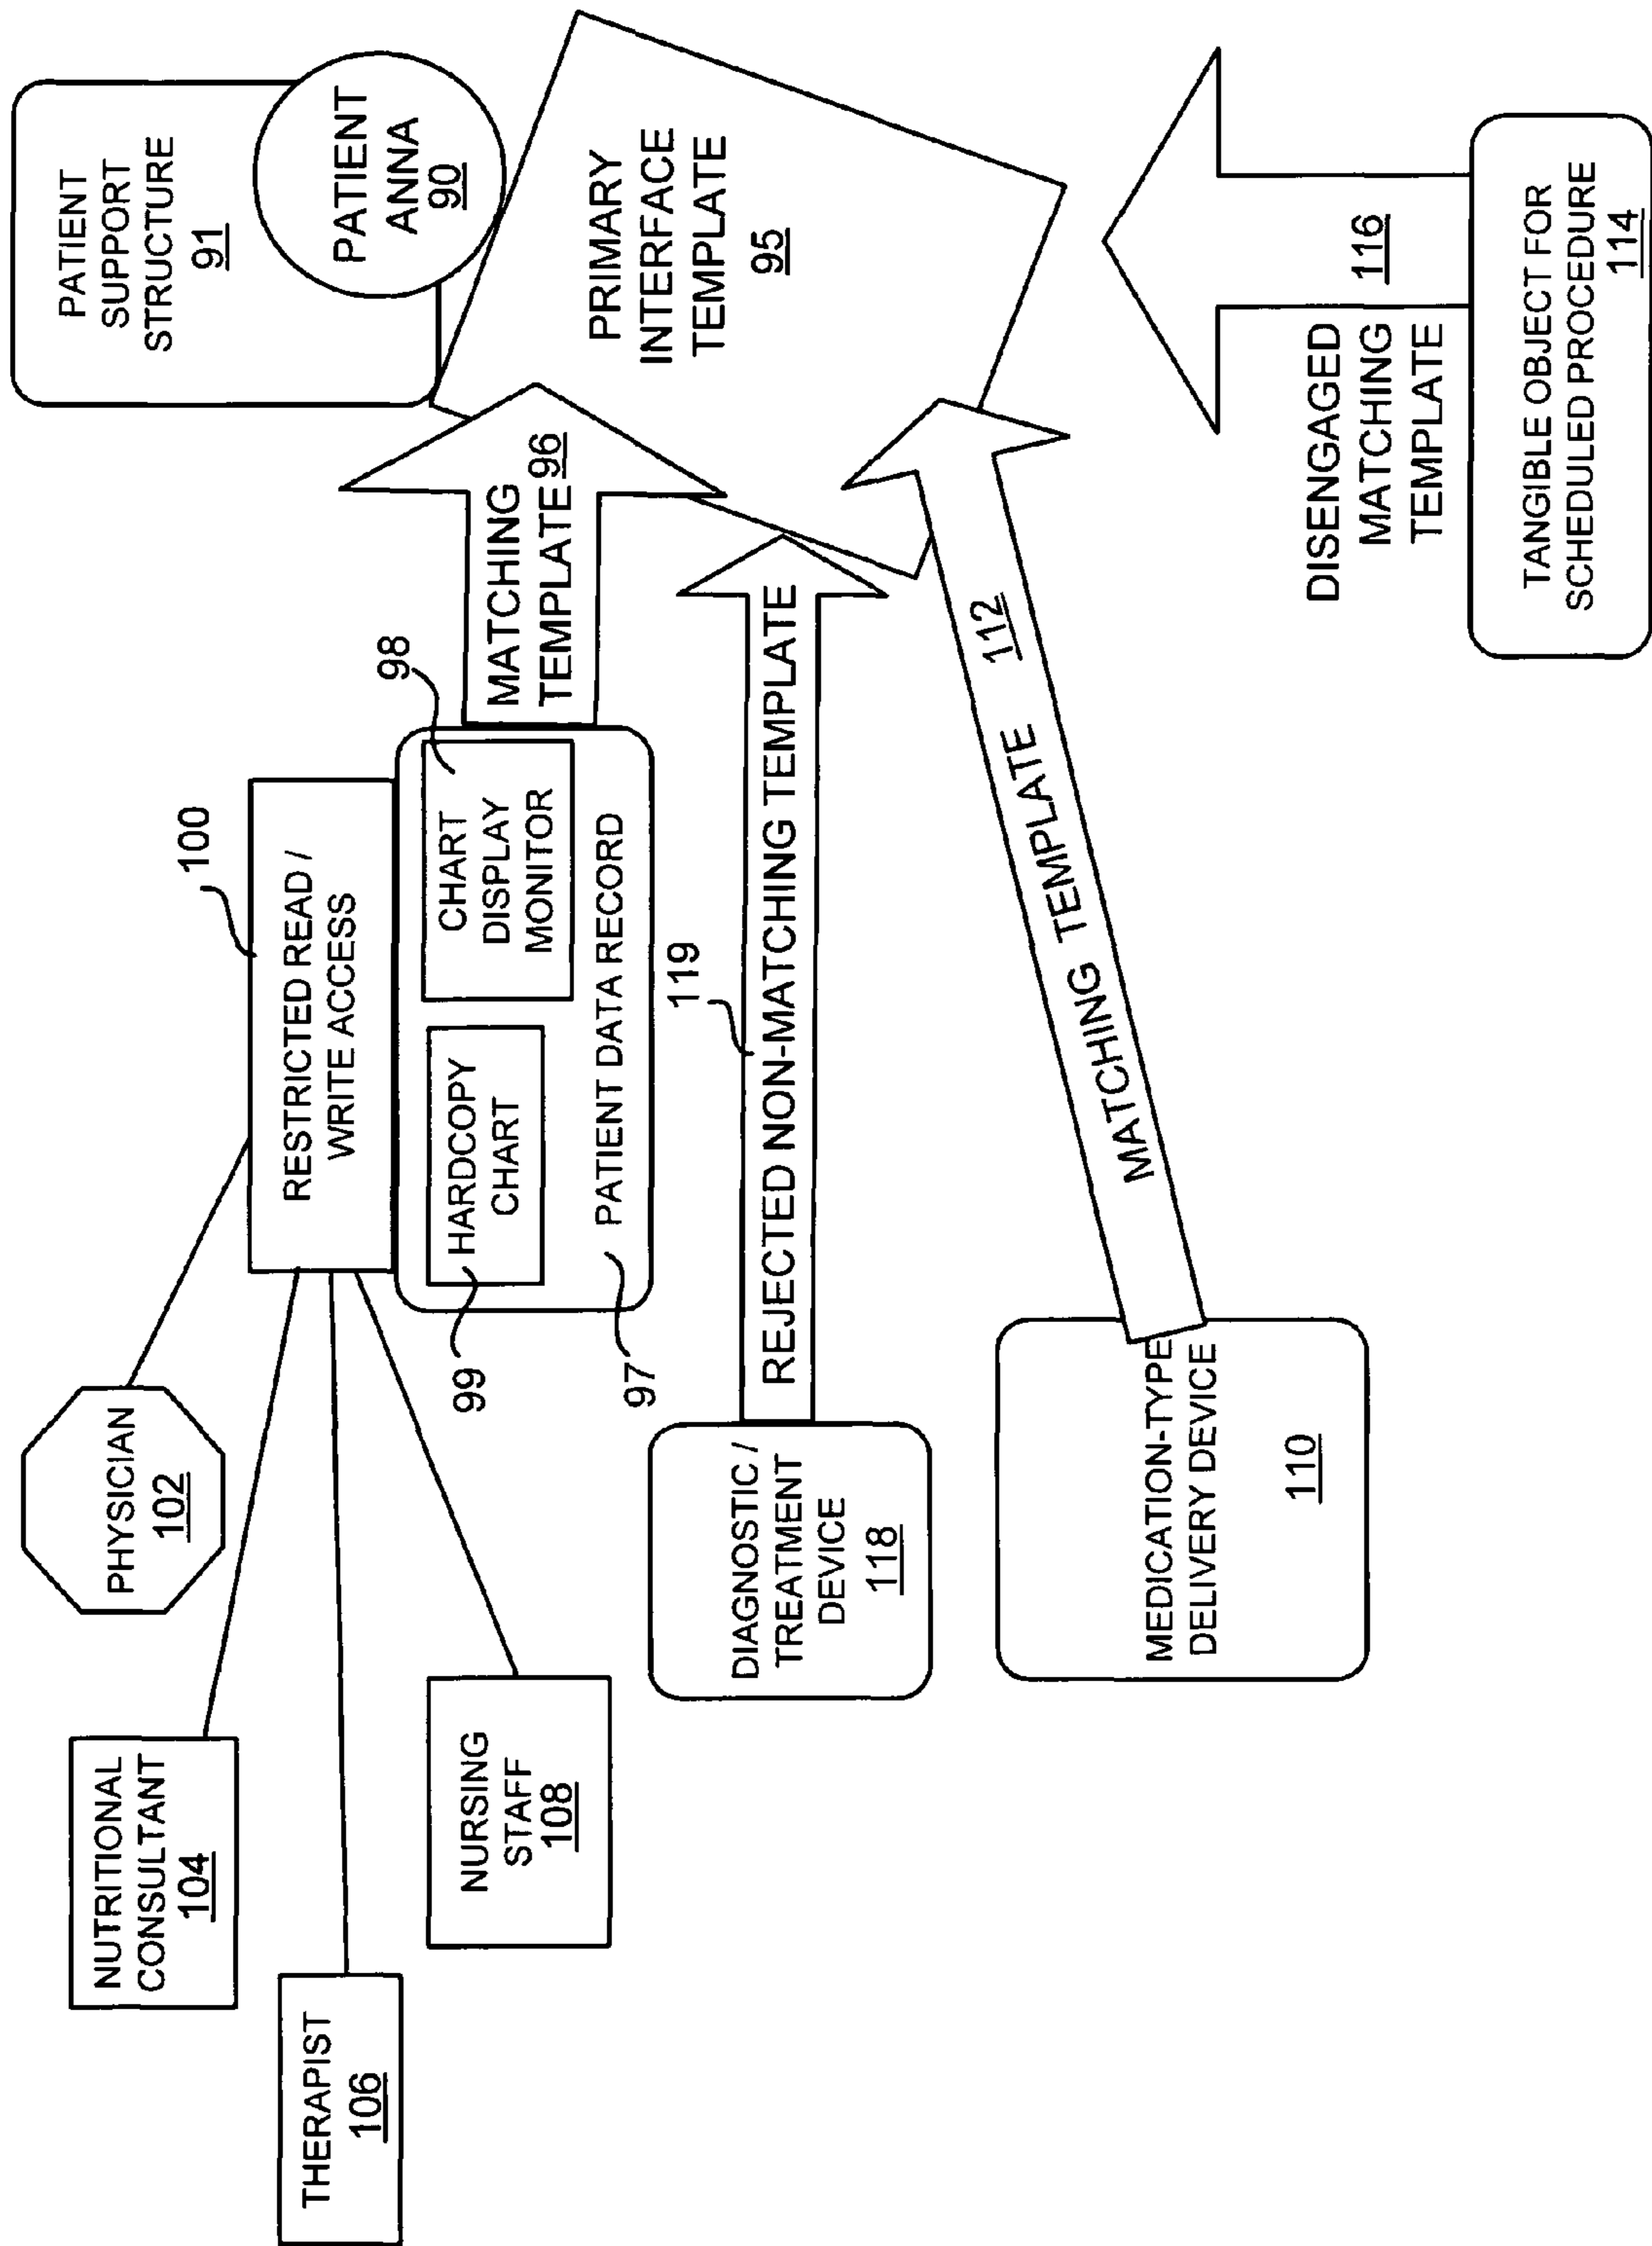 PATIENT
SUPPORT
STRUCTURE
91
PATIENT
ANNA
90
PRIMARY
INTERFACE
TEMPLATE
95
MATCHING
TEMPLATE 96
98
100
RESTRICTED READ /
WRITE ACCESS
CHART
DISPLAY
MONITOR
HARDCOPY
CHART
99
PATIENT DATA RECORD
97
PHYSICIAN
102
NUTRITIONAL
CONSULTANT
104
THERAPIST
106
NURSING
STAFF
108
119
REJECTED NON-MATCHING TEMPLATE
DIAGNOSTIC /
TREATMENT
DEVICE
118
MATCHING TEMPLATE 112
MEDICATION-TYPE
DELIVERY DEVICE
110
116
DISENGAGED
MATCHING
TEMPLATE
TANGIBLE OBJECT FOR
SCHEDULED PROCEDURE
114